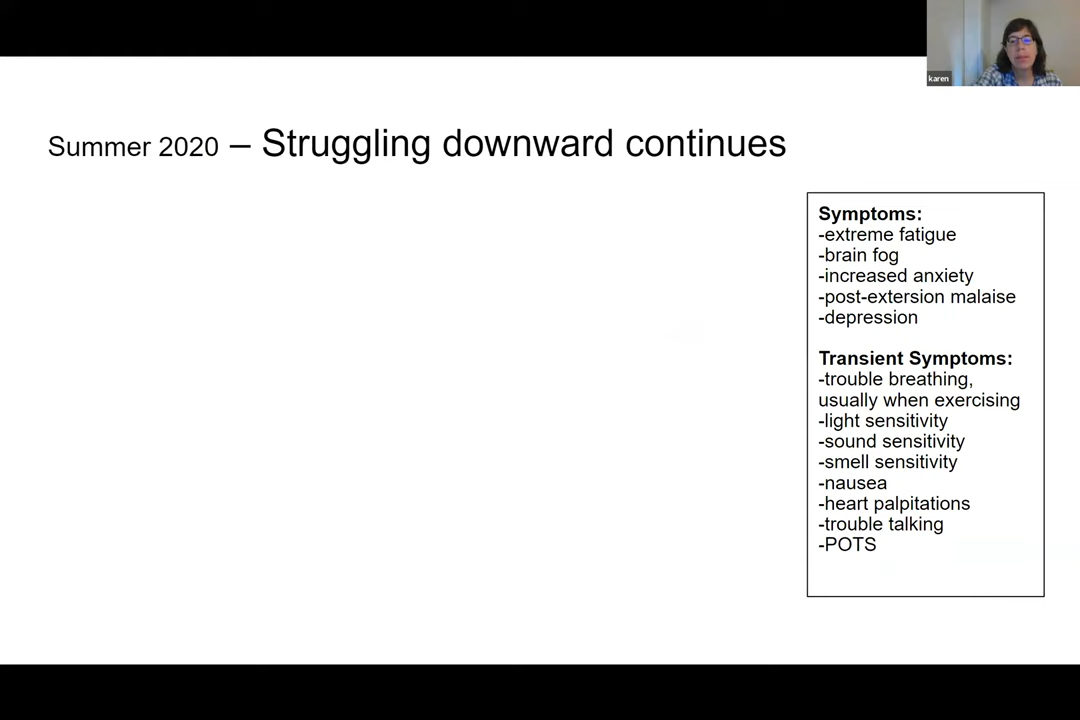 karen
Summer 2020 – Struggling downward continues
Symptoms:
-extreme fatigue
-brain fog
-increased anxiety
-post-extersion malaise
-depression
Transient Symptoms:
-trouble breathing,
usually when exercising
-light sensitivity
-sound sensitivity
-smell sensitivity
-nausea
-heart palpitations
-trouble talking
-POTS